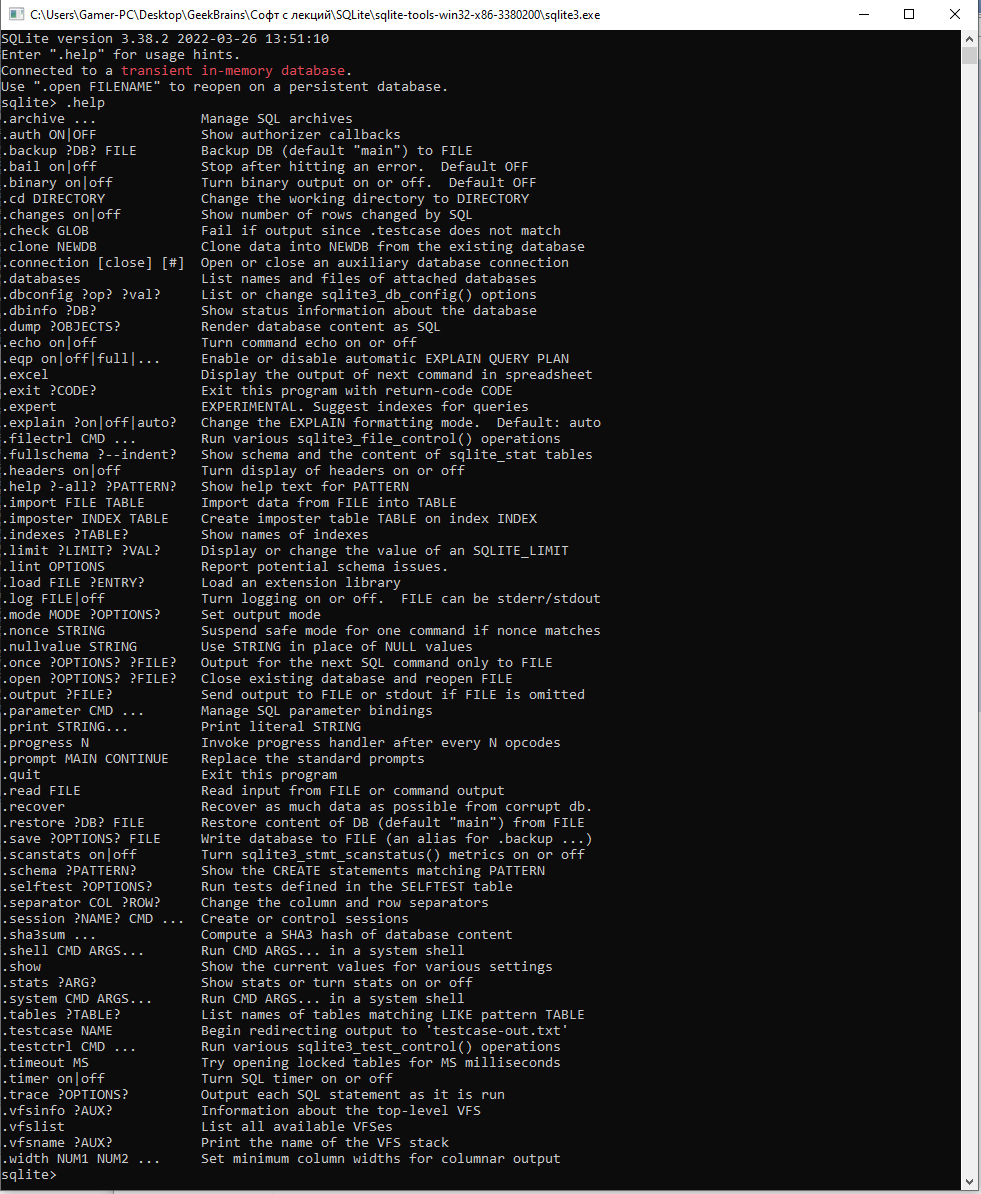 C:\Users\Gamer-PC\Desktop\GeekBrains\Софт с лекций\SQLite\sqlite-tools-win32-x86-3380200\sqlite3.exe
SQLite version 3.38.2 2022-03-26 13:51:10
Enter ".help" for usage hints.
Connected to a transient in-memory database.
Use ".open FILENAME" to reopen on a persistent database.
sqlite> .help
.archive ...             Manage SQL archives
.auth ON|OFF             Show authorizer callbacks
.backup ?DB? FILE        Backup DB (default "main") to FILE
.bail on|off             Stop after hitting an error.  Default OFF
.binary on|off           Turn binary output on or off.  Default OFF
.cd DIRECTORY            Change the working directory to DIRECTORY
.changes on|off          Show number of rows changed by SQL
.check GLOB              Fail if output since .testcase does not match
.clone NEWDB             Clone data into NEWDB from the existing database
.connection [close] [#]  Open or close an auxiliary database connection
.databases               List names and files of attached databases
.dbconfig ?op? ?val?     List or change sqlite3_db_config() options
.dbinfo ?DB?             Show status information about the database
.dump ?OBJECTS?          Render database content as SQL
.echo on|off             Turn command echo on or off
.eqp on|off|full|...     Enable or disable automatic EXPLAIN QUERY PLAN
.excel                   Display the output of next command in spreadsheet
.exit ?CODE?             Exit this program with return-code CODE
.expert                  EXPERIMENTAL. Suggest indexes for queries
.explain ?on|off|auto?   Change the EXPLAIN formatting mode.  Default: auto
.filectrl CMD ...        Run various sqlite3_file_control() operations
.fullschema ?--indent?   Show schema and the content of sqlite_stat tables
.headers on|off          Turn display of headers on or off
.help ?-all? ?PATTERN?   Show help text for PATTERN
.import FILE TABLE       Import data from FILE into TABLE
.imposter INDEX TABLE    Create imposter table TABLE on index INDEX
.indexes ?TABLE?         Show names of indexes
.limit ?LIMIT? ?VAL?     Display or change the value of an SQLITE_LIMIT
.lint OPTIONS            Report potential schema issues.
.load FILE ?ENTRY?       Load an extension library
.log FILE|off            Turn logging on or off.  FILE can be stderr/stdout
.mode MODE ?OPTIONS?     Set output mode
.nonce STRING            Suspend safe mode for one command if nonce matches
.nullvalue STRING        Use STRING in place of NULL values
.once ?OPTIONS? ?FILE?   Output for the next SQL command only to FILE
.open ?OPTIONS? ?FILE?   Close existing database and reopen FILE
.output ?FILE?           Send output to FILE or stdout if FILE is omitted
.parameter CMD ...       Manage SQL parameter bindings
.print STRING...         Print literal STRING
.progress N              Invoke progress handler after every N opcodes
.prompt MAIN CONTINUE    Replace the standard prompts
.quit                    Exit this program
.read FILE               Read input from FILE or command output
.recover                 Recover as much data as possible from corrupt db.
.restore ?DB? FILE       Restore content of DB (default "main") from FILE
.save ?OPTIONS? FILE     Write database to FILE (an alias for .backup ...)
.scanstats on|off        Turn sqlite3_stmt_scanstatus() metrics on or off
.schema ?PATTERN?        Show the CREATE statements matching PATTERN
.selftest ?OPTIONS?      Run tests defined in the SELFTEST table
.separator COL ?ROW?     Change the column and row separators
.session ?NAME? CMD ...  Create or control sessions
.sha3sum ...             Compute a SHA3 hash of database content
.shell CMD ARGS...       Run CMD ARGS... in a system shell
.show                    Show the current values for various settings
.stats ?ARG?             Show stats or turn stats on or off
.system CMD ARGS...      Run CMD ARGS... in a system shell
.tables ?TABLE?          List names of tables matching LIKE pattern TABLE
.testcase NAME           Begin redirecting output to 'testcase-out.txt'
.testctrl CMD ...        Run various sqlite3_test_control() operations
.timeout MS              Try opening locked tables for MS milliseconds
.timer on|off            Turn SQL timer on or off
.trace ?OPTIONS?         Output each SQL statement as it is run
.vfsinfo ?AUX?           Information about the top-level VFS
.vfslist                 List all available VFSes
.vfsname ?AUX?           Print the name of the VFS stack
.width NUM1 NUM2 ...     Set minimum column widths for columnar output
sqlite>